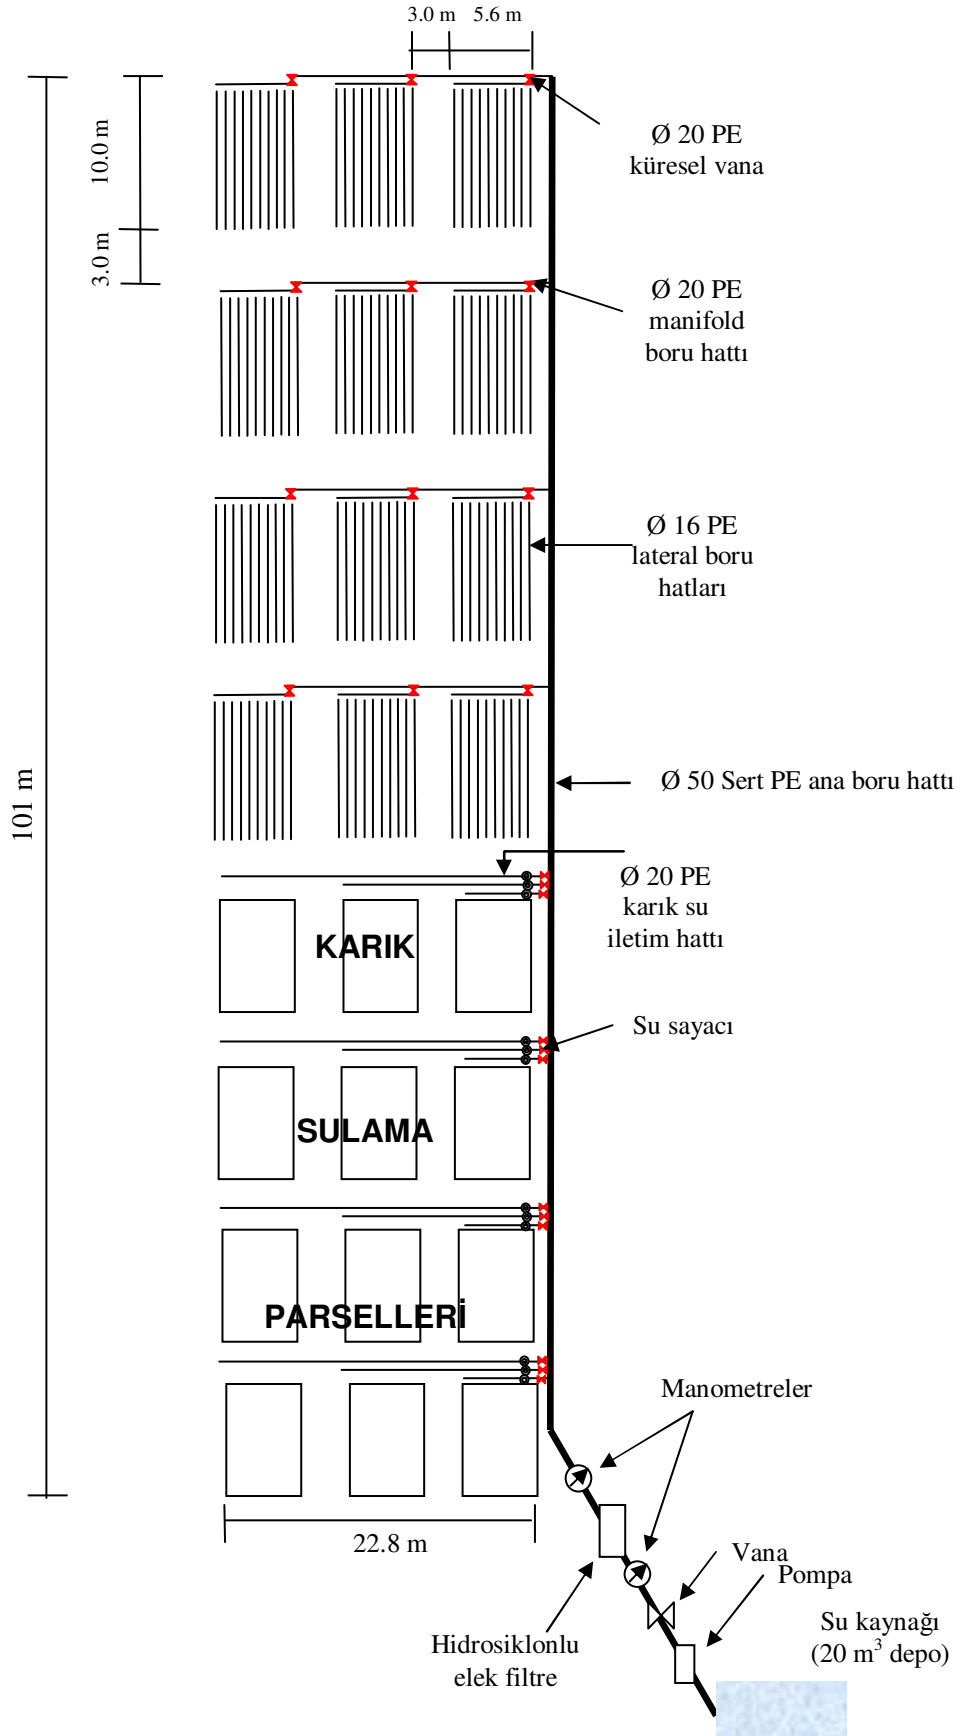 3.0 m 5.6 m
10.0 m
3.0 m
Ø 20 PE
küresel vana
Ø 20 PE
manifold
boru hattı
Ø 16 PE
lateral boru
hatları
101 m
Ø 50 Sert PE ana boru hattı
Ø 20 PE
karık su
iletim hattı
KARIK
Su sayacı
SULAMA
PARSELLERİ
Manometreler
22.8 m
Vana
Pompa
Hidrosiklonlu
elek filtre
Su kaynağı
(20 m³ depo)